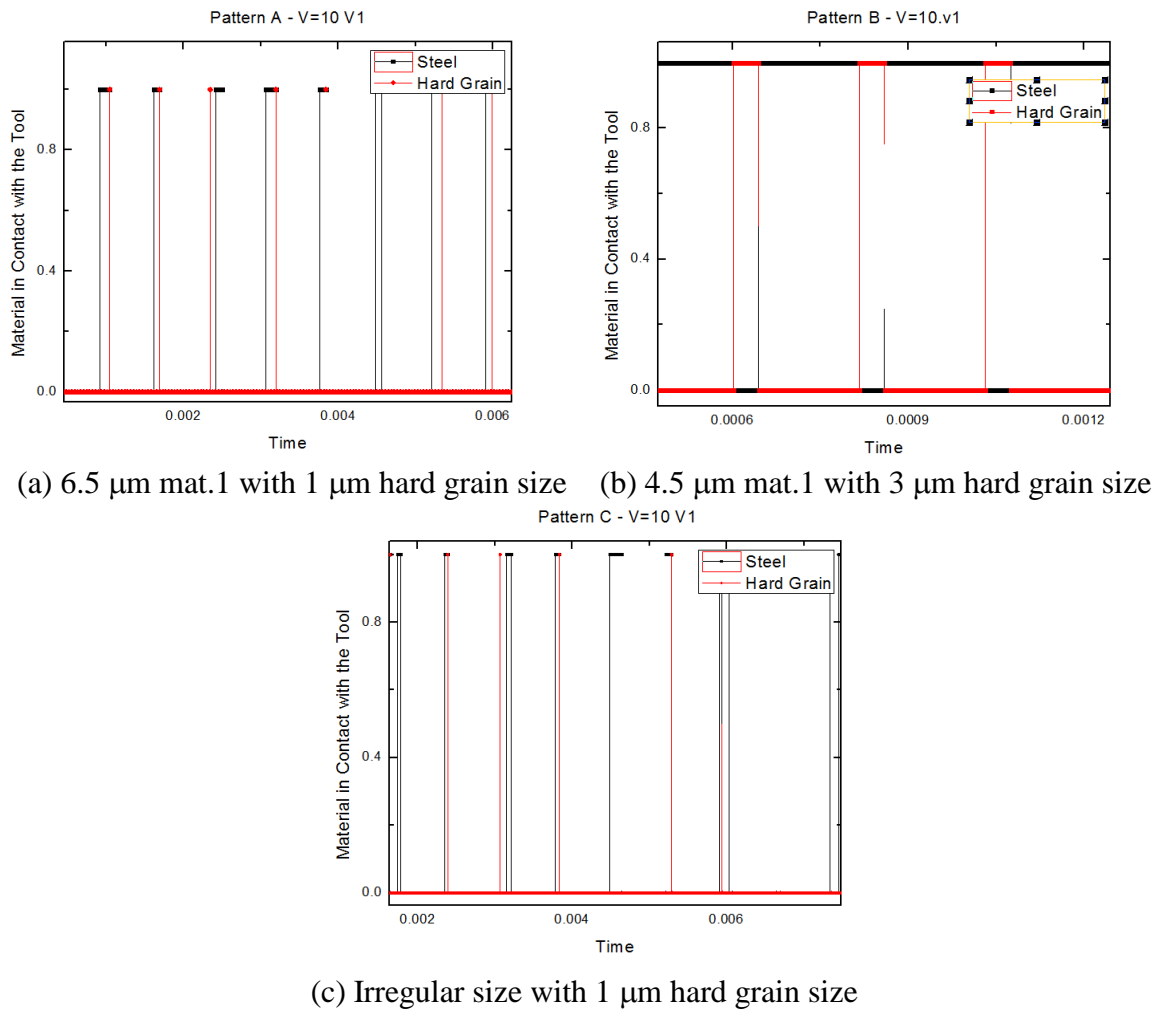 Pattern A - V=10 V1
Steel
Hard Grain
0.8
0.4
0.0
Material in Contact with the Tool
0.002
0.004
0.006
Time
(a) 6.5 μm mat.1 with 1 μm hard grain size
Pattern B - V=10.v1
Steel
Hard Grain
0.8
0.4
0.0
Material in Contact with the Tool
0.0006
0.0009
0.0012
Time
(b) 4.5 μm mat.1 with 3 μm hard grain size
Pattern C - V=10 V1
Steel
Hard Grain
0.8
0.4
0.0
Material in Contact with the Tool
0.002
0.004
0.006
Time
(c) Irregular size with 1 μm hard grain size